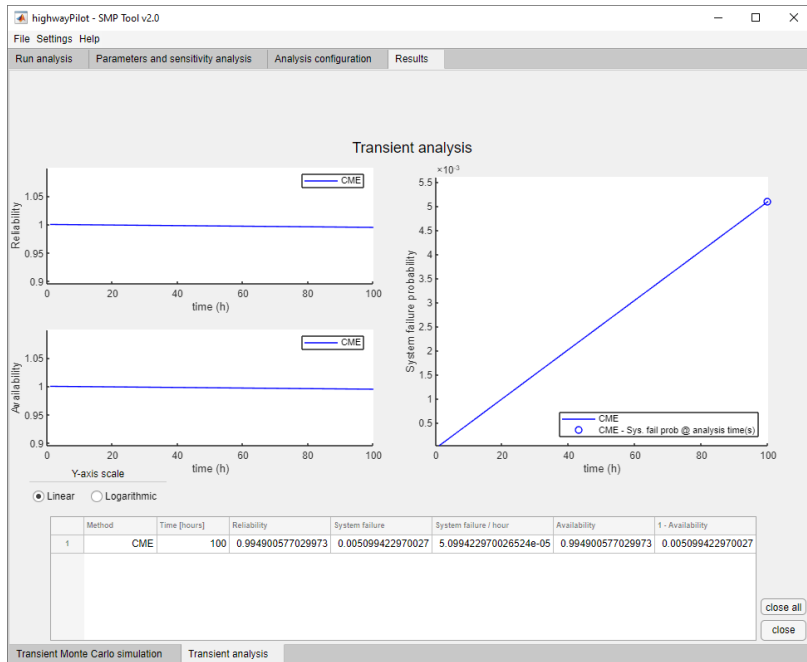 highwayPilot - SMP Tool v2.0
File Settings Help
Run analysis Parameters and sensitivity analysis Analysis configuration Results
Transient analysis
CME
1.05
1
0.95
0.9
Reliability
0 20 40 60 80 100
time (h)
CME
1.05
1
0.95
0.9
Availability
0 20 40 60 80 100
time (h)
×10⁻³
5.5
5
4.5
4
3.5
3
2.5
2
1.5
1
0.5
System failure probability
CME
CME - Sys. fail prob @ analysis time(s)
0 20 40 60 80 100
time (h)
Y-axis scale
Linear Logarithmic
Method Time [hours] Reliability System failure System failure / hour Availability 1 - Availability
1 CME 100 0.994900577029973 0.005099422970027 5.099422970026524e-05 0.994900577029973 0.005099422970027
close all
close
Transient Monte Carlo simulation Transient analysis